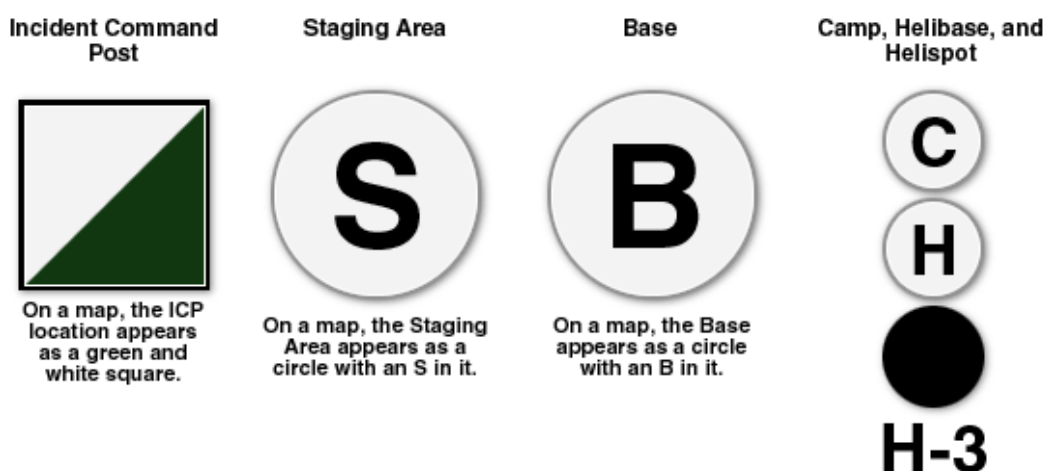 Incident Command
Post
Staging Area
Base
Camp, Helibase, and
Helispot
S
B
C
H
H-3
On a map, the ICP
location appears
as a green and
white square.
On a map, the Staging
Area appears as a
circle with an S in it.
On a map, the Base
appears as a circle
with an B in it.